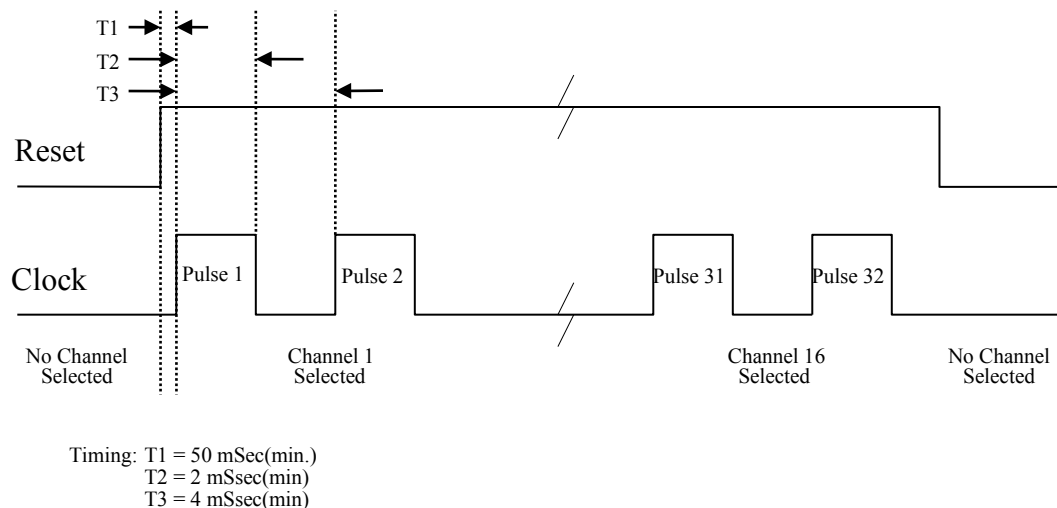 T1
T2
T3
Reset
Clock
Pulse 1
Pulse 2
Pulse 31
Pulse 32
No Channel
Selected
Channel 1
Selected
Channel 16
Selected
No Channel
Selected
Timing: T1 = 50 mSec(min.)
T2 = 2 mSsec(min)
T3 = 4 mSsec(min)